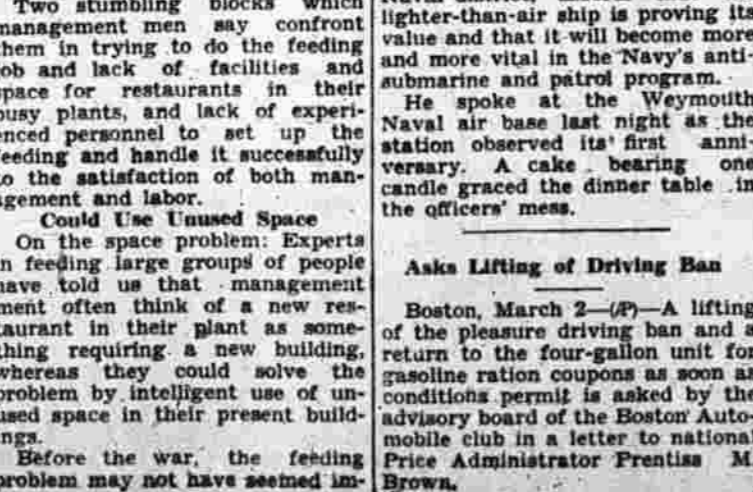 Two stumbling blocks which
management men say confront
them in trying to do the feeding
ob and lack of facilities and
space for restaurants in their
busy plants, and lack of experi-
enced personnel to set up the
feeding and handle it successfully
to the satisfaction of both man-
agement and labor.
Could Use Unused Space
On the space problem: Experts
n feeding large groups of people
have told us that management
ment often think of a new res-
taurant in their plant as some-
thing requiring a new building,
whereas they could solve the
problem by intelligent use of un-
used space in their present build-
ngs.
Before the war, the feeding
problem may not have seemed im-
lighter-than-air ship is proving its
value and that it will become more
and more vital in the Navy's anti-
submarine and patrol program.
He spoke at the Weymouth
Naval air base last night as the
station observed its' first anni-
versary. A cake bearing one
candle graced the dinner table in
the officers' mess.
Asks Lifting of Driving Ban
Boston, March 2—(AP)—A lifting
of the pleasure driving ban and a
return to the four-gallon unit for
gasoline ration coupons as soon as
conditions permit is asked by the
advisory board of the Boston Auto-
mobile club in a letter to national
Price Administrator Prentiss M.
Brown.